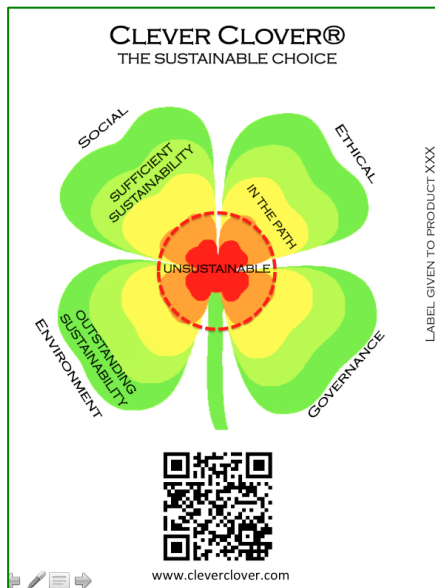 CLEVER CLOVER®
THE SUSTAINABLE CHOICE
SOCIAL
ETHICAL
SUFFICIENT
SUSTAINABILITY
IN THE PATH
UNSUSTAINABLE
OUTSTANDING
SUSTAINABILITY
ENVIRONMENT
GOVERNANCE
LABEL GIVEN TO PRODUCT XXX
www.cleverclover.com